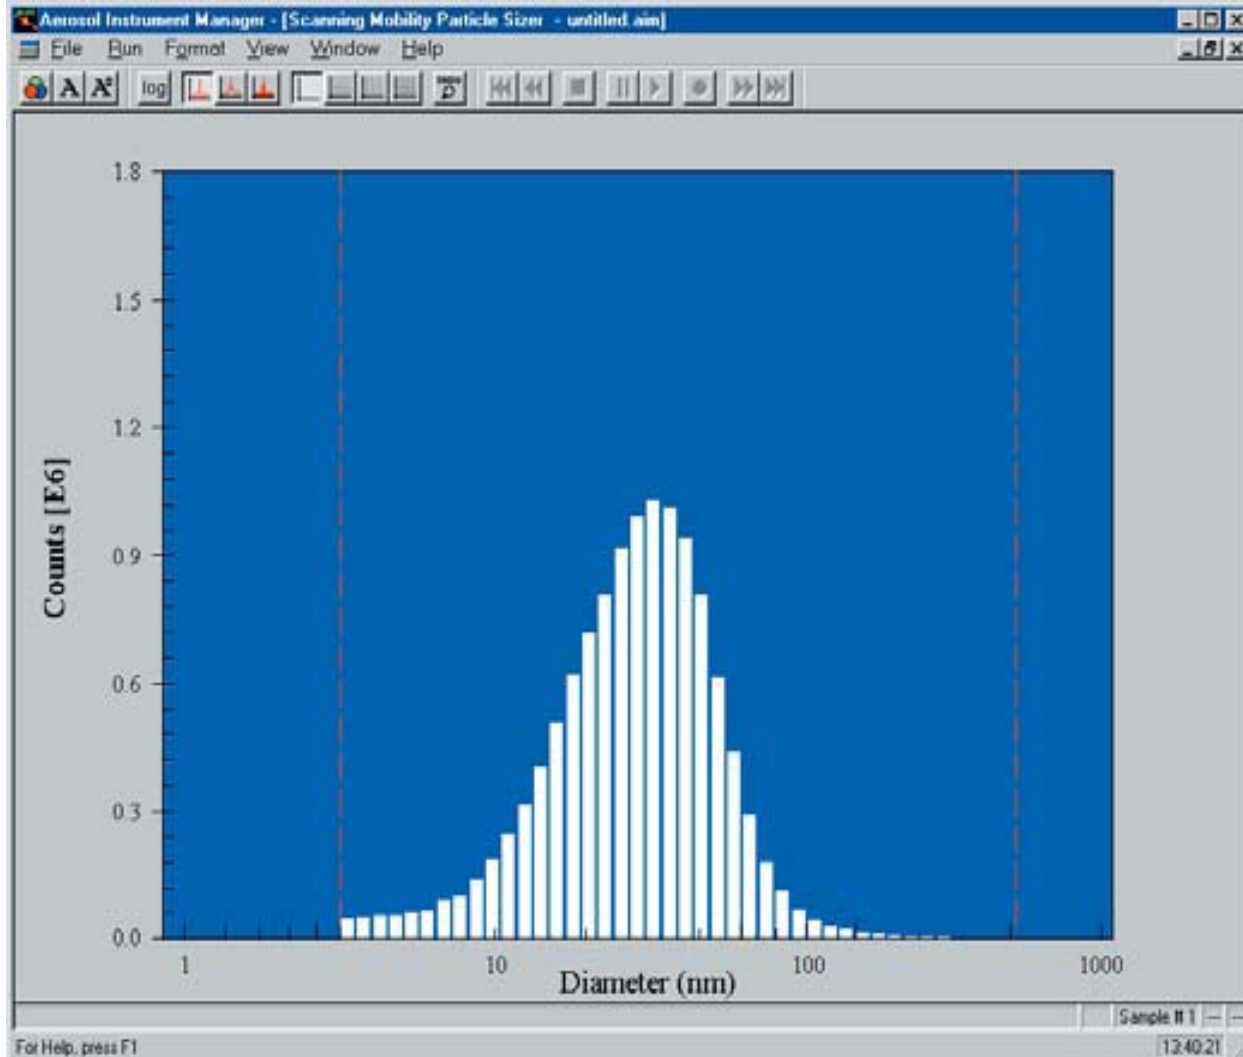 Aerosol Instrument Manager - [Scanning Mobility Particle Sizer - untitled.aim]
File Run Format View Window Help
A A² log
1.8
1.5
1.2
0.9
0.6
0.3
0.0
Counts [E6]
1 10 100 1000
Diameter (nm)
Sample # 1
For Help, press F1 13:40:21